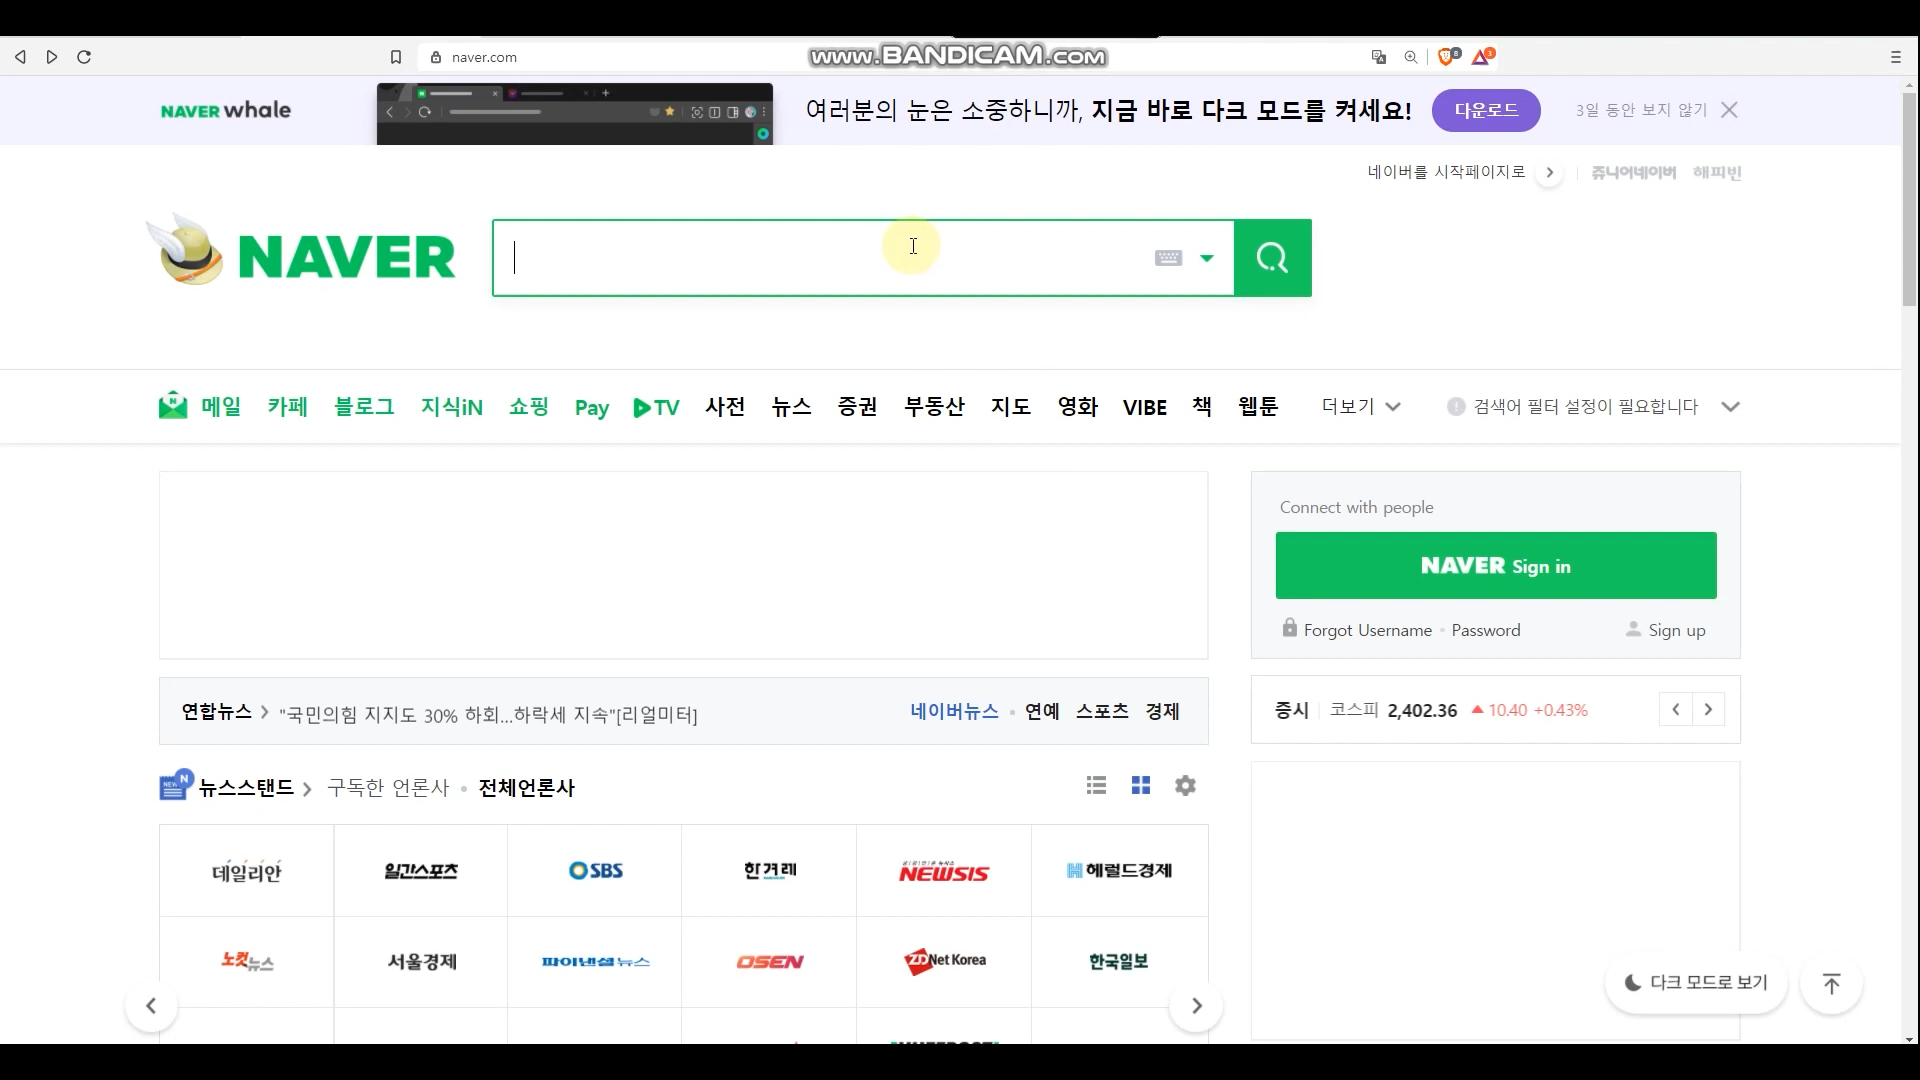 naver.com
www.BANDICAM.com
8
3
NAVER whale
여러분의 눈은 소중하니까, 지금 바로 다크 모드를 켜세요!
다운로드
3일 동안 보지 않기
네이버를 시작페이지로
쥬니어네이버
해피빈
NAVER
메일 카페 블로그 지식iN 쇼핑 Pay TV 사전 뉴스 증권 부동산 지도 영화 VIBE 책 웹툰
더보기
검색어 필터 설정이 필요합니다
Connect with people
NAVER Sign in
Forgot Username Password
Sign up
연합뉴스 "국민의힘 지지도 30% 하회...하락세 지속"[리얼미터]
네이버뉴스 연예 스포츠 경제
증시 코스피 2,402.36 10.40 +0.43%
뉴스스탠드 구독한 언론사 전체언론사
데일리안 일간스포츠 SBS 한겨레 NEWSIS 헤럴드경제
노컷뉴스 서울경제 파이낸셜뉴스 OSEN ZDNet Korea 한국일보
다크 모드로 보기